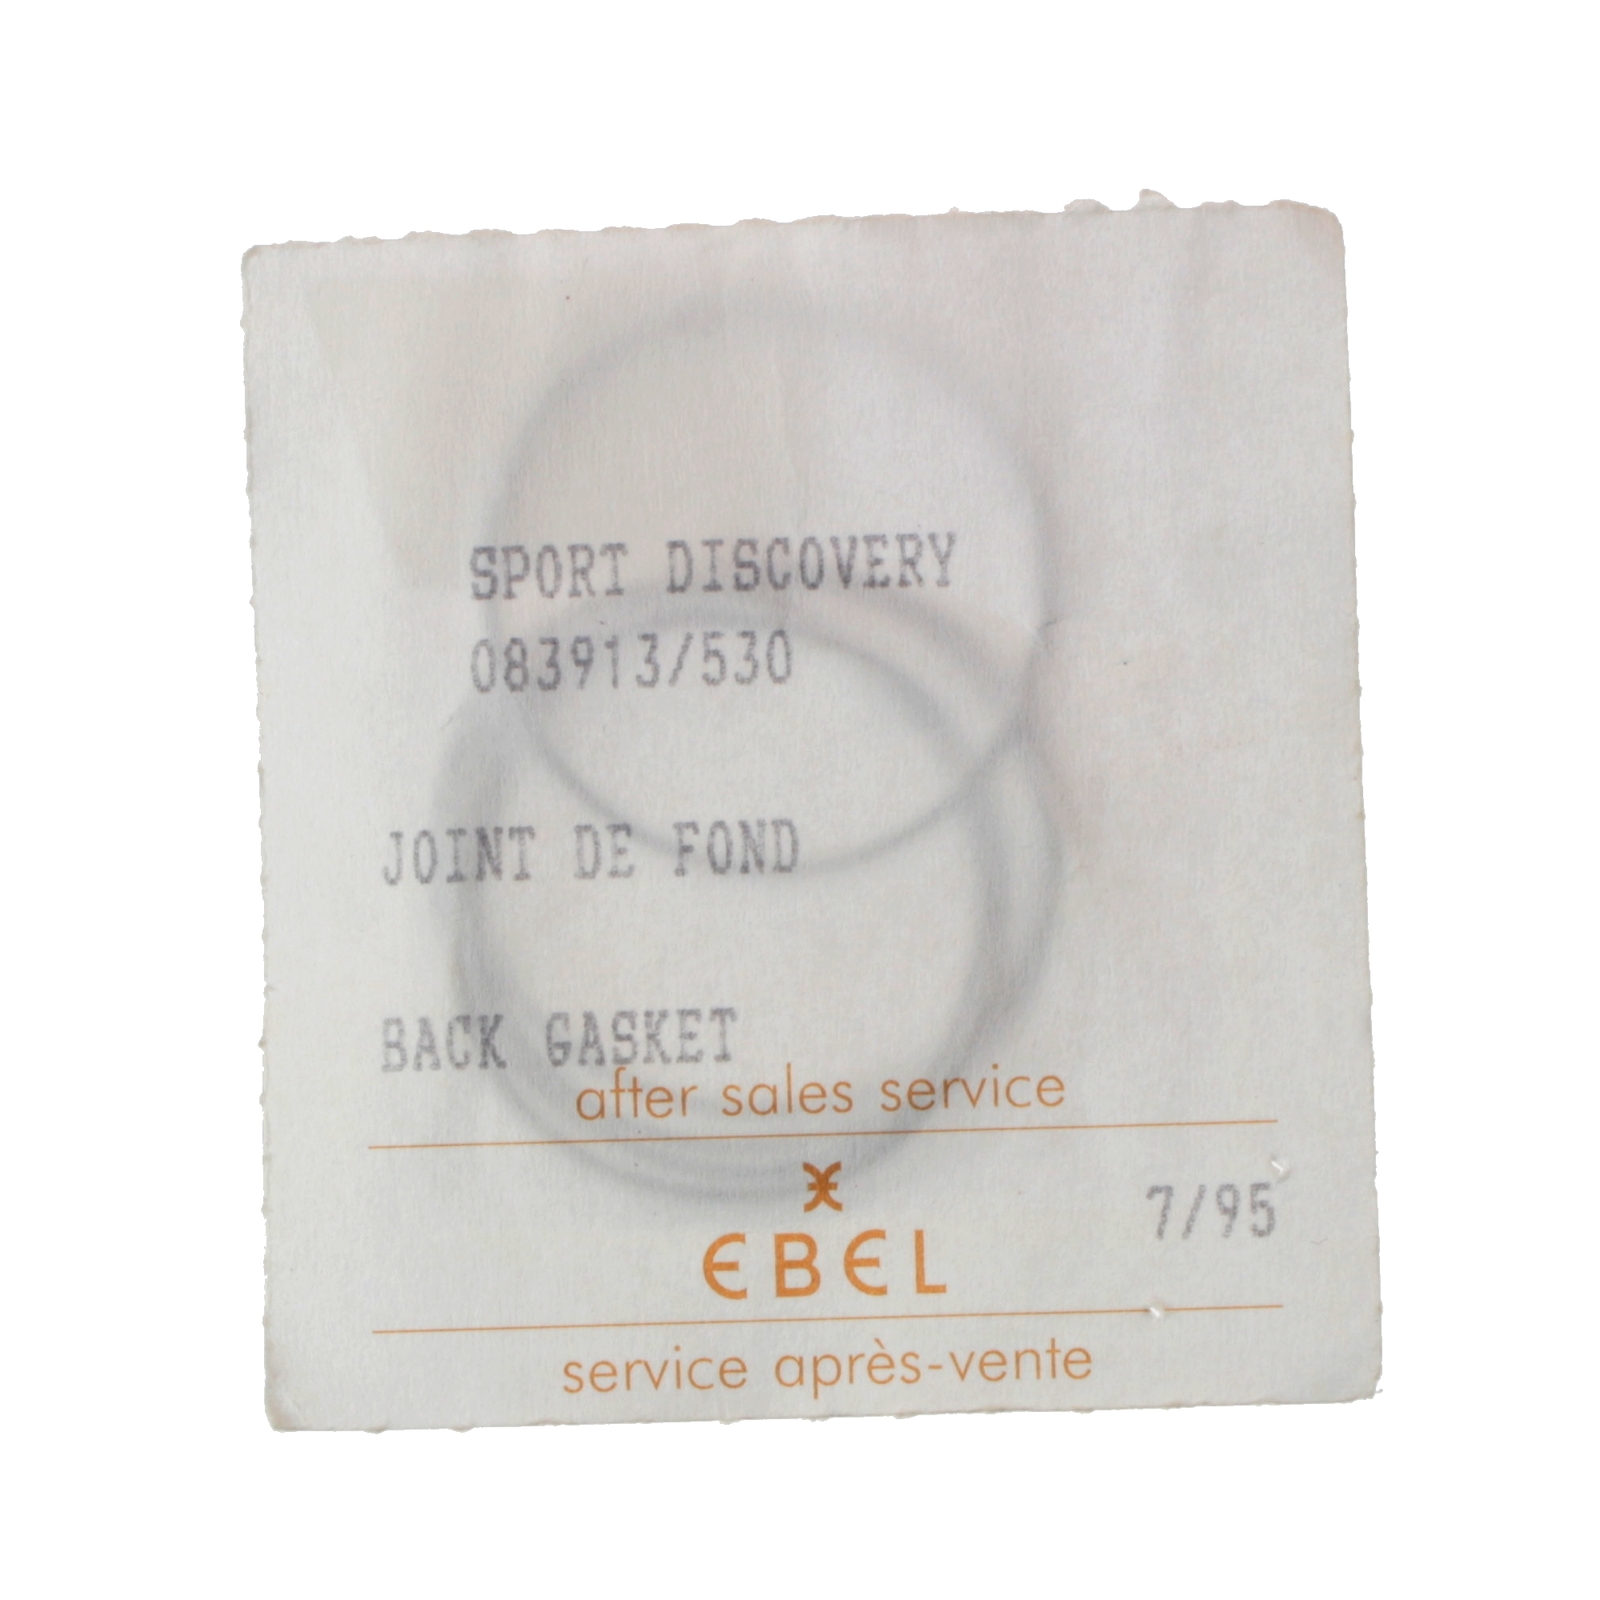 SPORT DISCOVERY
083913/530
JOINT DE FOND
BACK GASKET
after sales service
EBEL
7/95
service après-vente